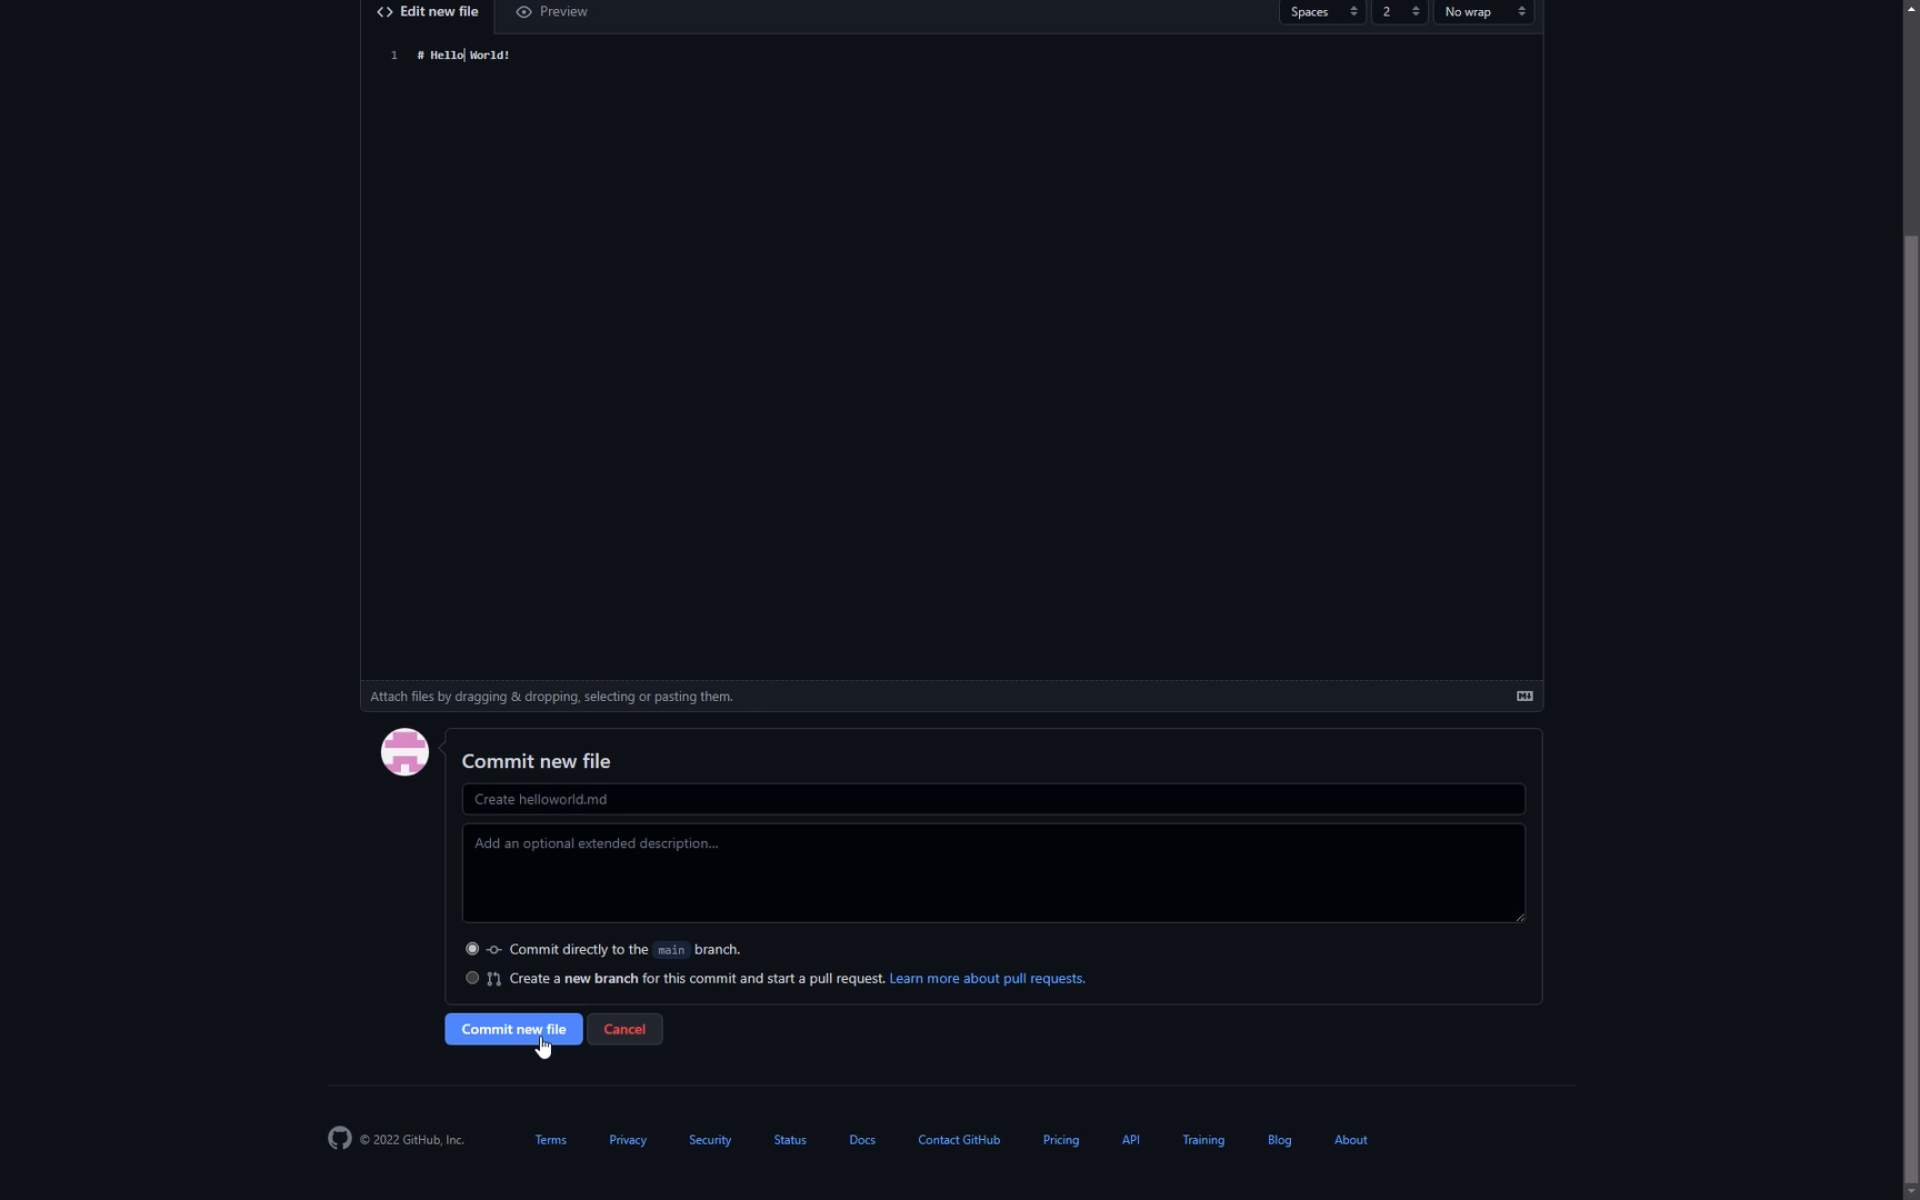 <> Edit new file
Preview
Spaces
2
No wrap
1 # Hello World!
Attach files by dragging & dropping, selecting or pasting them.
Commit new file
Create helloworld.md
Add an optional extended description...
Commit directly to the main branch.
Create a new branch for this commit and start a pull request. Learn more about pull requests.
Commit new file
Cancel
© 2022 GitHub, Inc.
Terms
Privacy
Security
Status
Docs
Contact GitHub
Pricing
API
Training
Blog
About